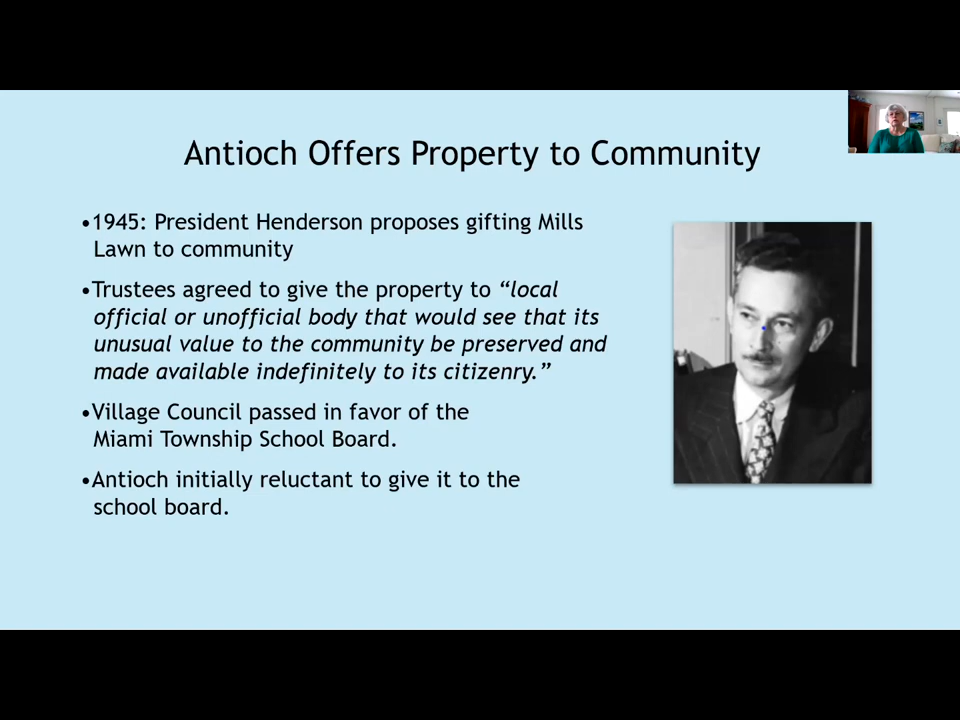 Antioch Offers Property to Community
•1945: President Henderson proposes gifting Mills
Lawn to community
•Trustees agreed to give the property to “local
official or unofficial body that would see that its
unusual value to the community be preserved and
made available indefinitely to its citizenry.”
•Village Council passed in favor of the
Miami Township School Board.
•Antioch initially reluctant to give it to the
school board.